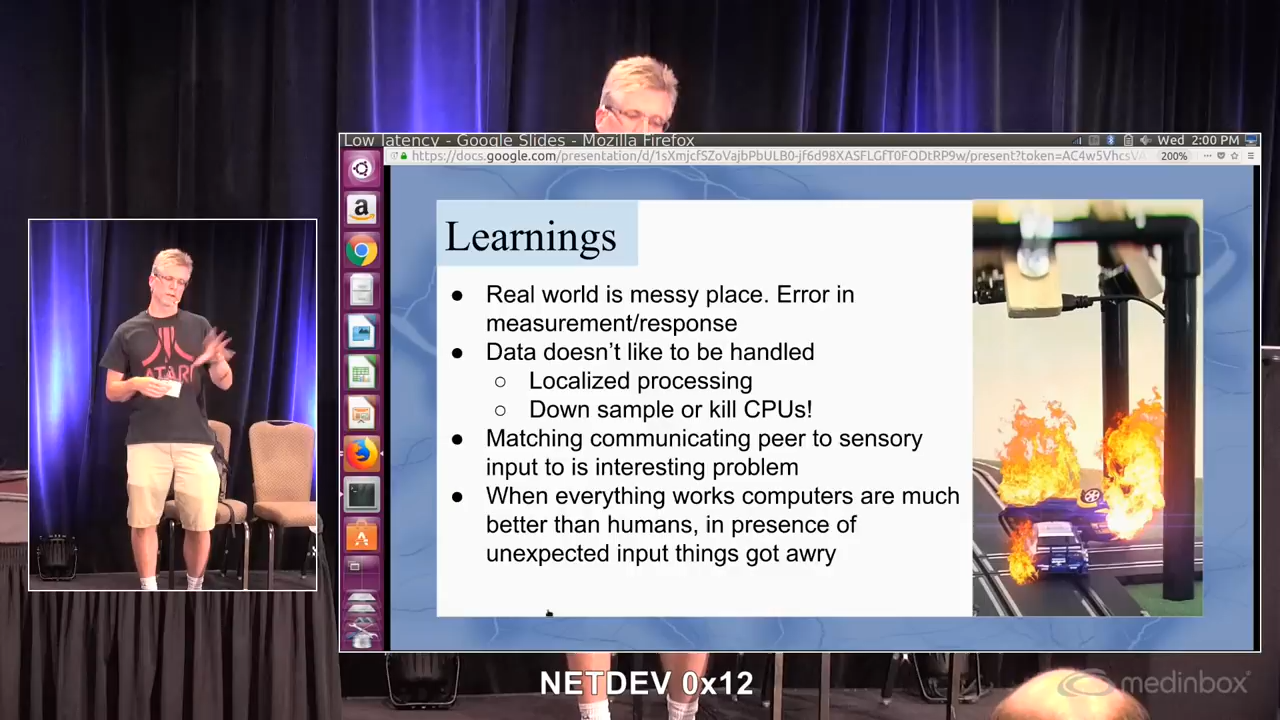 Low latency - Google Slides - Mozilla Firefox
Wed 2:00 PM
https://docs.google.com/presentation/d/1sXmjcfSZoVajbPbULB0-jf6d98XASFLGfT0FODtRP9w/present?token=AC4w5VhcsVA
200%
Learnings
● Real world is messy place. Error in
measurement/response
● Data doesn’t like to be handled
○ Localized processing
○ Down sample or kill CPUs!
● Matching communicating peer to sensory
input to is interesting problem
● When everything works computers are much
better than humans, in presence of
unexpected input things got awry
ATARI
NETDEV 0x12
medinbox